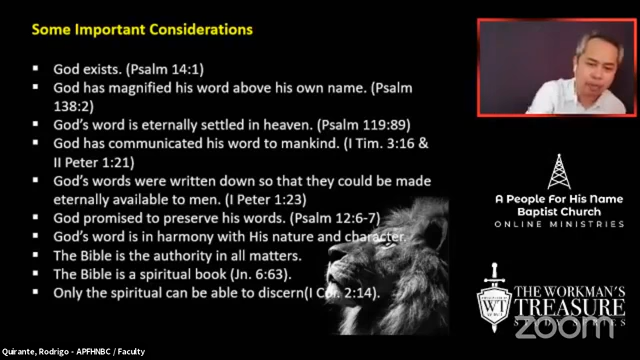 Some Important Considerations
▪ God exists. (Psalm 14:1)
▪ God has magnified his word above his own name. (Psalm
138:2)
▪ God's word is eternally settled in heaven. (Psalm 119:89)
▪ God has communicated his word to mankind. (I Tim. 3:16 &
II Peter 1:21)
▪ God's words were written down so that they could be made
eternally available to men. (I Peter 1:23)
▪ God promised to preserve his words. (Psalm 12:6-7)
▪ God's word is in harmony with His nature and character.
▪ The Bible is the authority in all matters.
▪ The Bible is a spiritual book (Jn. 6:63).
▪ Only the spiritual can be able to discern(I Cor. 2:14).
A People For His Name
Baptist Church
ONLINE MINISTRIES
WT
THE WORKMAN'S
TREASURE
zoom
Quirante, Rodrigo - APFHNBC / Faculty